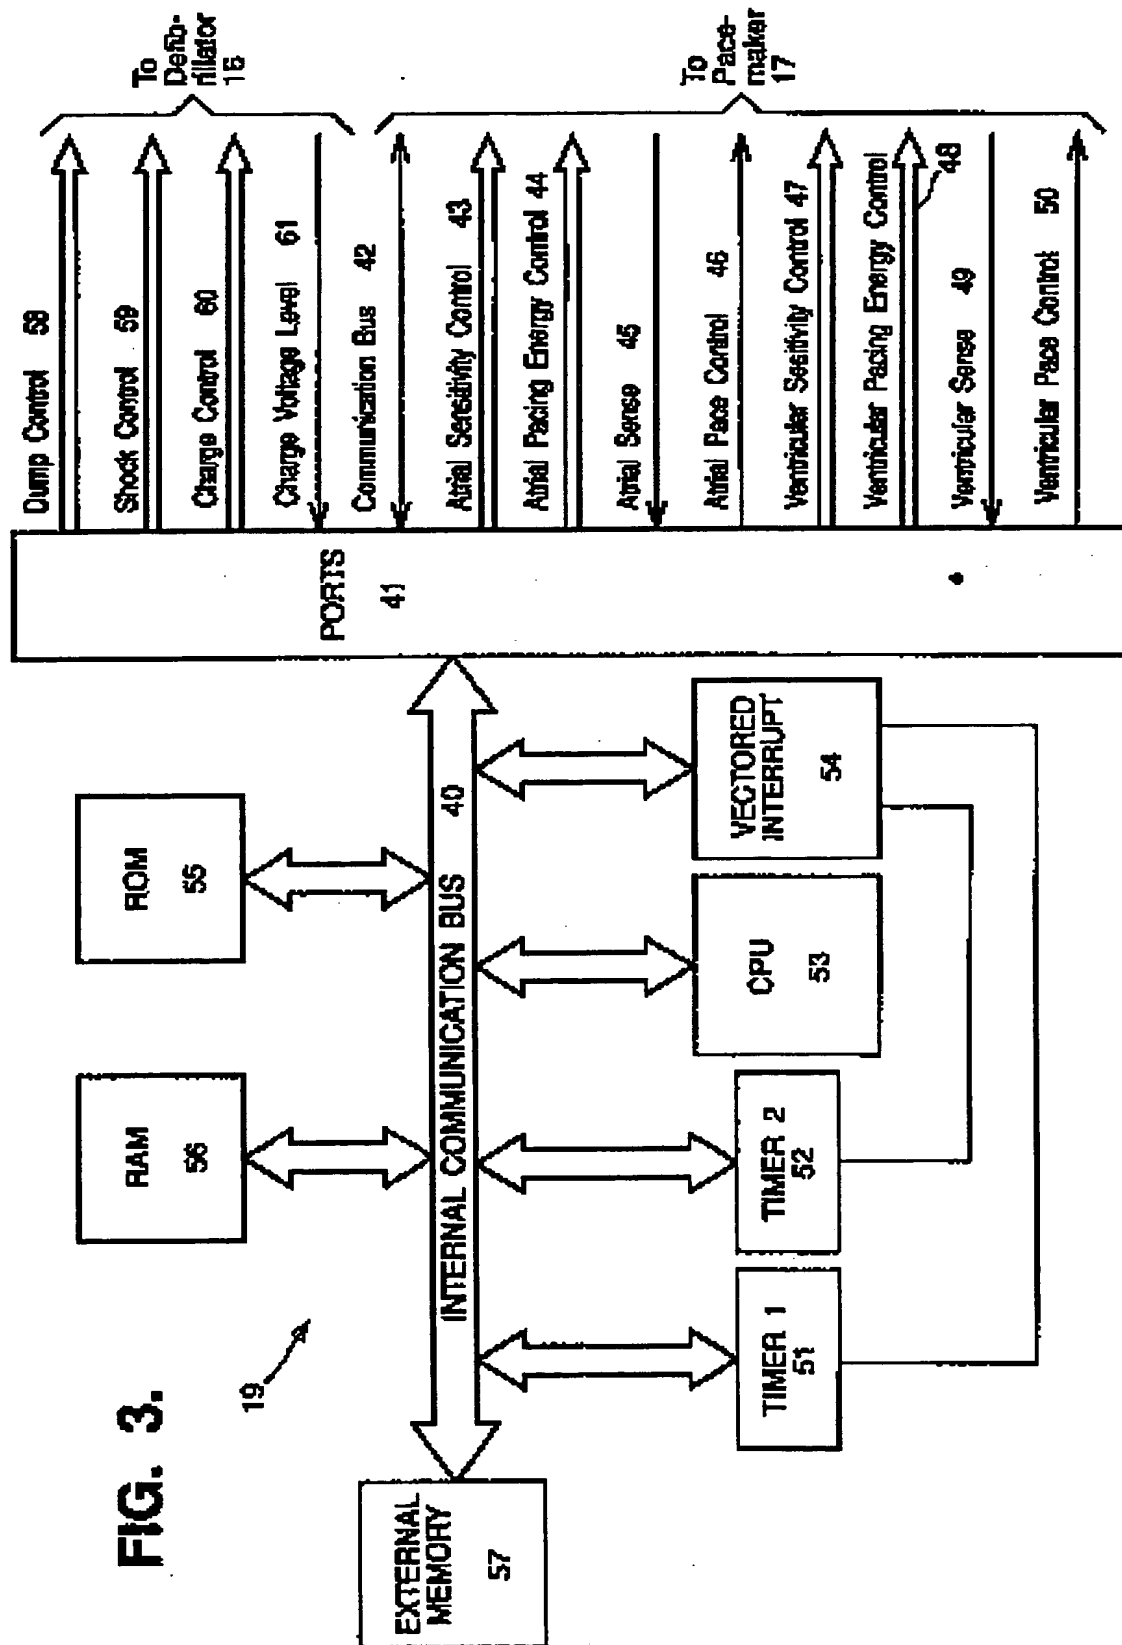 FIG. 3.
19
EXTERNAL
MEMORY
57
RAM
56
ROM
55
INTERNAL COMMUNICATION BUS 40
TIMER 1
51
TIMER 2
52
CPU
53
VECTORED
INTERRUPT
54
PORTS
41
4
Dump Control 58
Shock Control 59
Charge Control 60
Charge Voltage Level 61
Communication Bus 42
Atrial Sensitivity Control 43
Atrial Pacing Energy Control 44
Atrial Sense 45
Atrial Pace Control 46
Ventricular Sesitivity Control 47
Ventricular Pacing Energy Control
48
Ventricular Sense 49
Ventricular Pace Control 50
To
Defib-
rillator
16
To
Pace-
maker
17